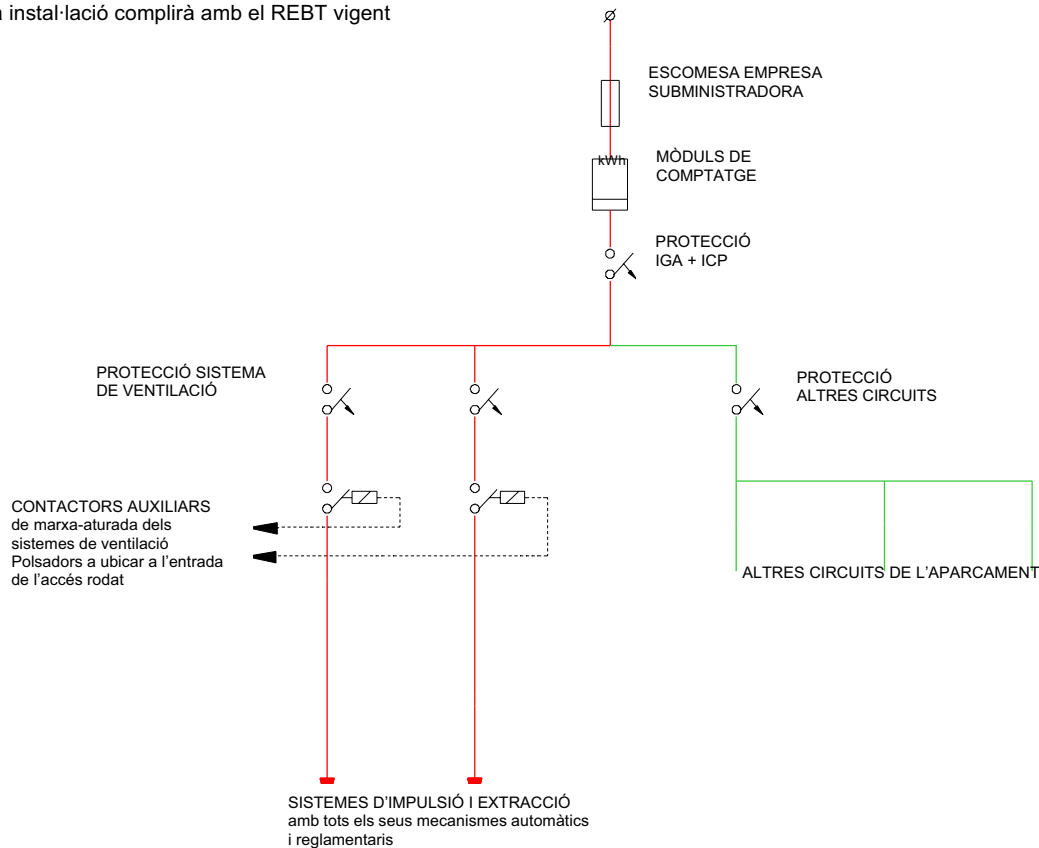 instal·lació complirà amb el REBT vigent
ESCOMESA EMPRESA
SUBMINISTRADORA
kWh
MÒDULS DE
COMPTATGE
PROTECCIÓ
IGA + ICP
PROTECCIÓ SISTEMA
DE VENTILACIÓ
PROTECCIÓ
ALTRES CIRCUITS
CONTACTORS AUXILIARS
de marxa-aturada dels
sistemes de ventilació
Polsadors a ubicar a l'entrada
de l'accés rodat
ALTRES CIRCUITS DE L'APARCAMENT
SISTEMES D'IMPULSIÓ I EXTRACCIÓ
amb tots els seus mecanismes automàtics
i reglamentaris